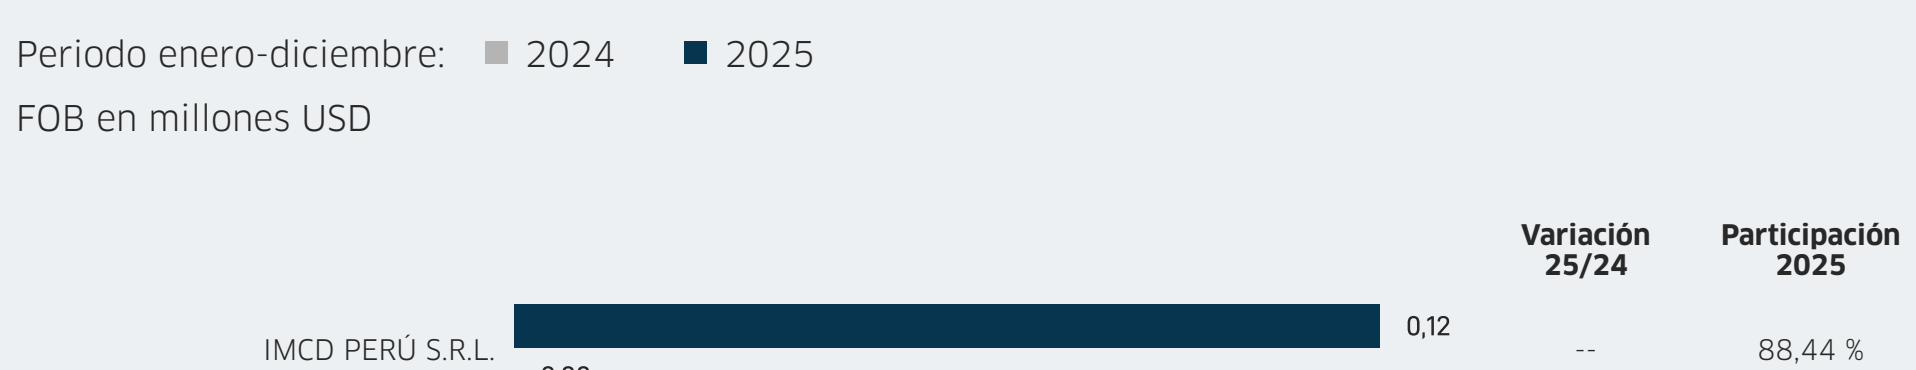 Periodo enero-diciembre: 2024 2025
FOB en millones USD
Variación 25/24
Participación 2025
0,12
IMCD PERÚ S.R.L. -- 88,44 %